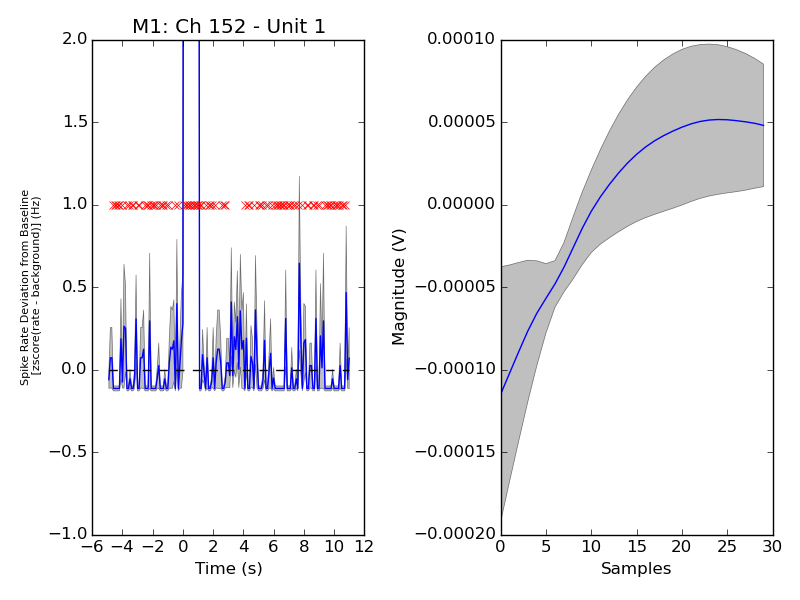 M1: Ch 152 - Unit 1
2.0
1.5
1.0
0.5
0.0
−0.5
−1.0
−6 −4 −2 0 2 4 6 8 10 12
Time (s)
Spike Rate Deviation from Baseline
[zscore(rate - background)] (Hz)
0.00010
0.00005
0.00000
−0.00005
−0.00010
−0.00015
−0.00020
0 5 10 15 20 25 30
Samples
Magnitude (V)